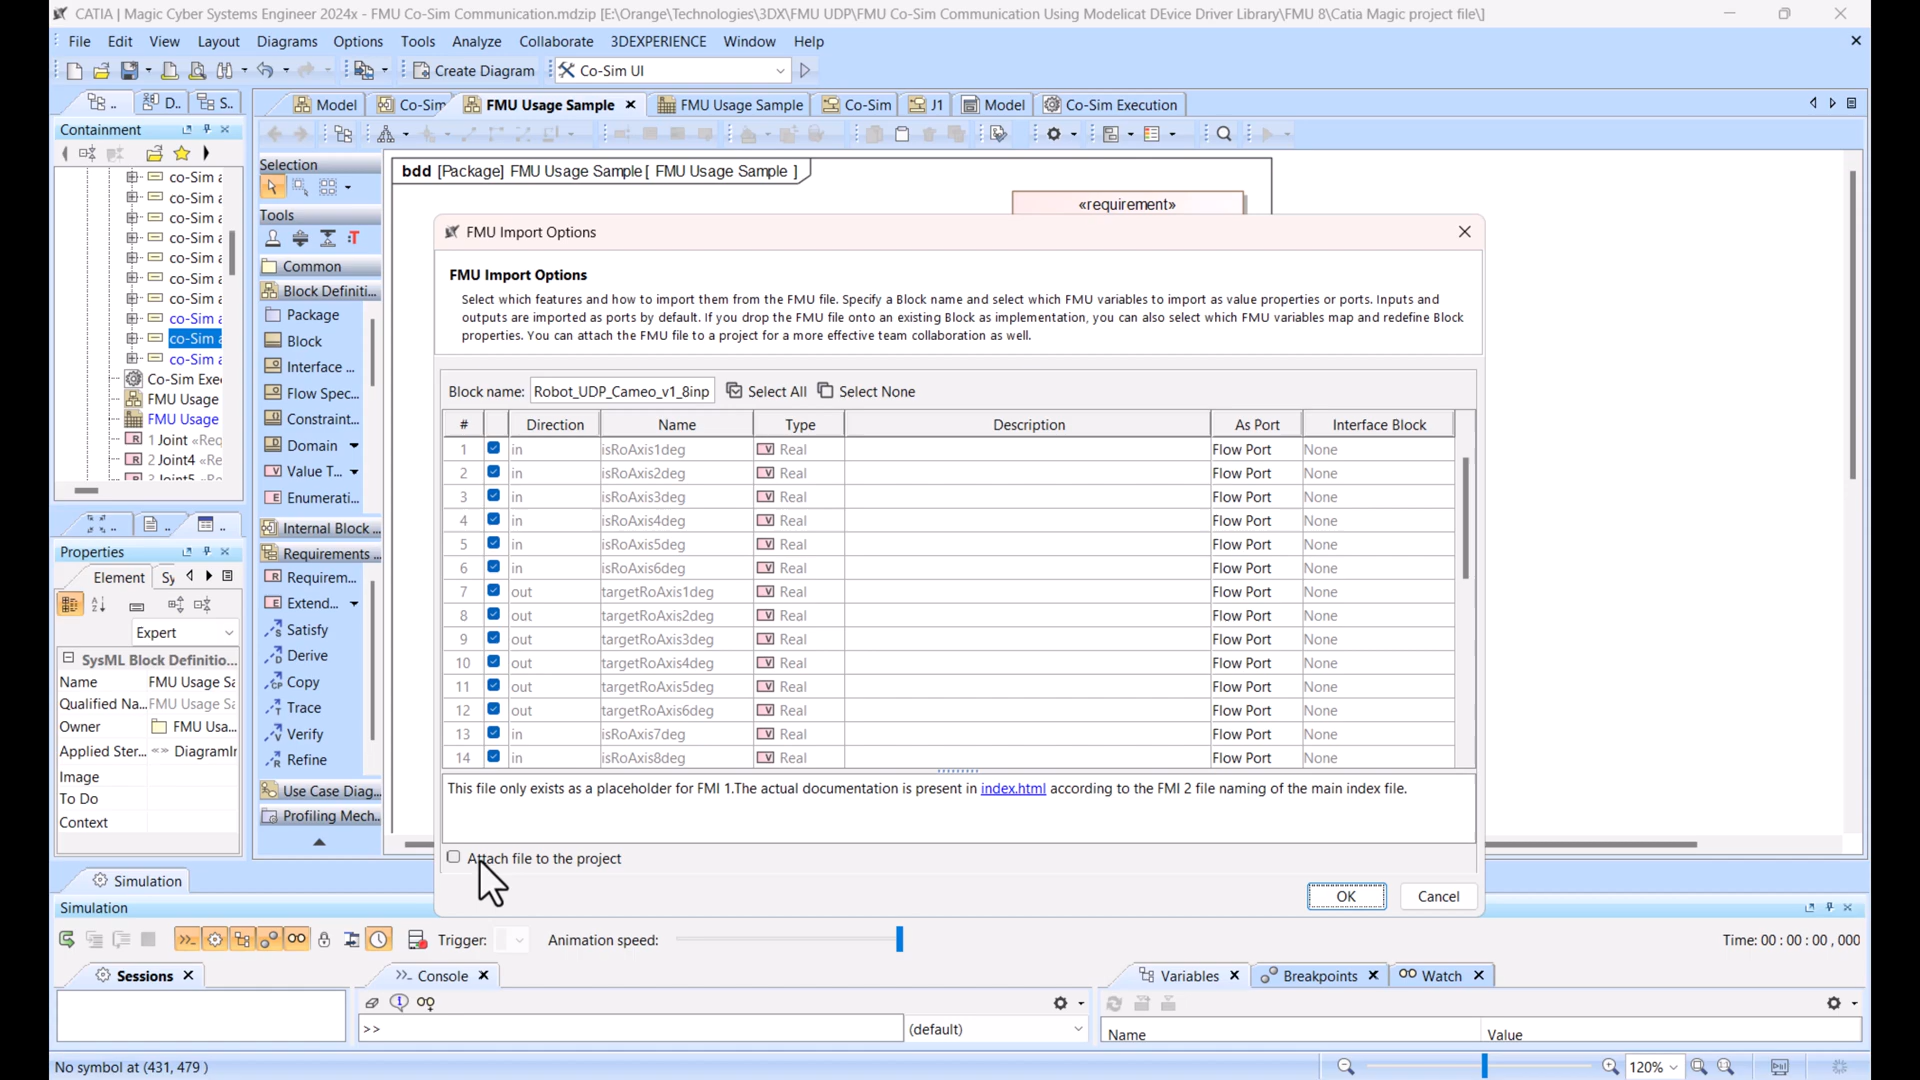 CATIA | Magic Cyber Systems Engineer 2024x - FMU Co-Sim Communication.mdzip [E:\Orange\Technologies\3DX\FMU UDP\FMU Co-Sim Communication Using Modelicat DEvice Driver Library\FMU 8\Catia Magic project file\]
File Edit View Layout Diagrams Options Tools Analyze Collaborate 3DEXPERIENCE Window Help
Create Diagram Co-Sim UI
D.. S.. Model Co-Sim FMU Usage Sample FMU Usage Sample Co-Sim J1 Model Co-Sim Execution
Containment
Selection
bdd [Package] FMU Usage Sample[ FMU Usage Sample ]
co-Sim
co-Sim
co-Sim
co-Sim
co-Sim
co-Sim
co-Sim
co-Sim
co-Sim
co-Sim
Co-Sim Exe
FMU Usage
FMU Usage
1 Joint «Req
2 Joint4 «Re
Tools
Common
Block Definiti...
Package
Block
Interface ...
Flow Spec...
Constraint...
Domain
Value T...
Enumerati...
Internal Block ...
Requirements ...
Requirem...
Extend...
Satisfy
Derive
Copy
Trace
Verify
Refine
Use Case Diag...
Profiling Mech...
«requirement»
FMU Import Options
FMU Import Options
Select which features and how to import them from the FMU file. Specify a Block name and select which FMU variables to import as value properties or ports. Inputs and
outputs are imported as ports by default. If you drop the FMU file onto an existing Block as implementation, you can also select which FMU variables map and redefine Block
properties. You can attach the FMU file to a project for a more effective team collaboration as well.
Block name: Robot_UDP_Cameo_v1_8inp Select All Select None
# Direction Name Type Description As Port Interface Block
1 in isRoAxis1deg V Real Flow Port None
2 in isRoAxis2deg V Real Flow Port None
3 in isRoAxis3deg V Real Flow Port None
4 in isRoAxis4deg V Real Flow Port None
5 in isRoAxis5deg V Real Flow Port None
6 in isRoAxis6deg V Real Flow Port None
7 out targetRoAxis1deg V Real Flow Port None
8 out targetRoAxis2deg V Real Flow Port None
9 out targetRoAxis3deg V Real Flow Port None
10 out targetRoAxis4deg V Real Flow Port None
11 out targetRoAxis5deg V Real Flow Port None
12 out targetRoAxis6deg V Real Flow Port None
13 in isRoAxis7deg V Real Flow Port None
14 in isRoAxis8deg V Real Flow Port None
This file only exists as a placeholder for FMI 1.The actual documentation is present in index.html according to the FMI 2 file naming of the main index file.
Attach file to the project
OK Cancel
Properties
Element Sy
Expert
SysML Block Definitio...
Name FMU Usage Sa
Qualified Na... FMU Usage Sa
Owner FMU Usa...
Applied Ster... «» DiagramIn
Image
To Do
Context
Simulation
Simulation
Trigger: Animation speed: Time: 00 : 00 : 00 , 000
Sessions Console Variables Breakpoints Watch
>> (default) Name Value
No symbol at (431, 479 ) 120%